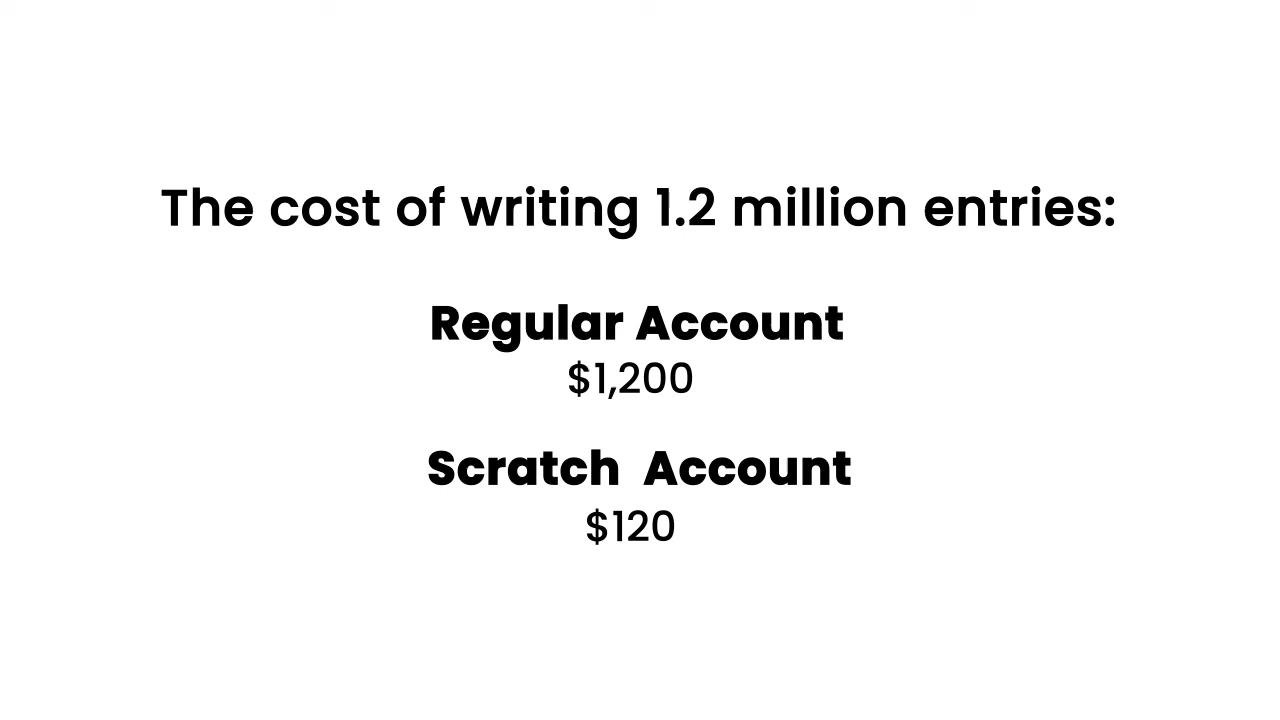 The cost of writing 1.2 million entries:
Regular Account
$1,200
Scratch Account
$120